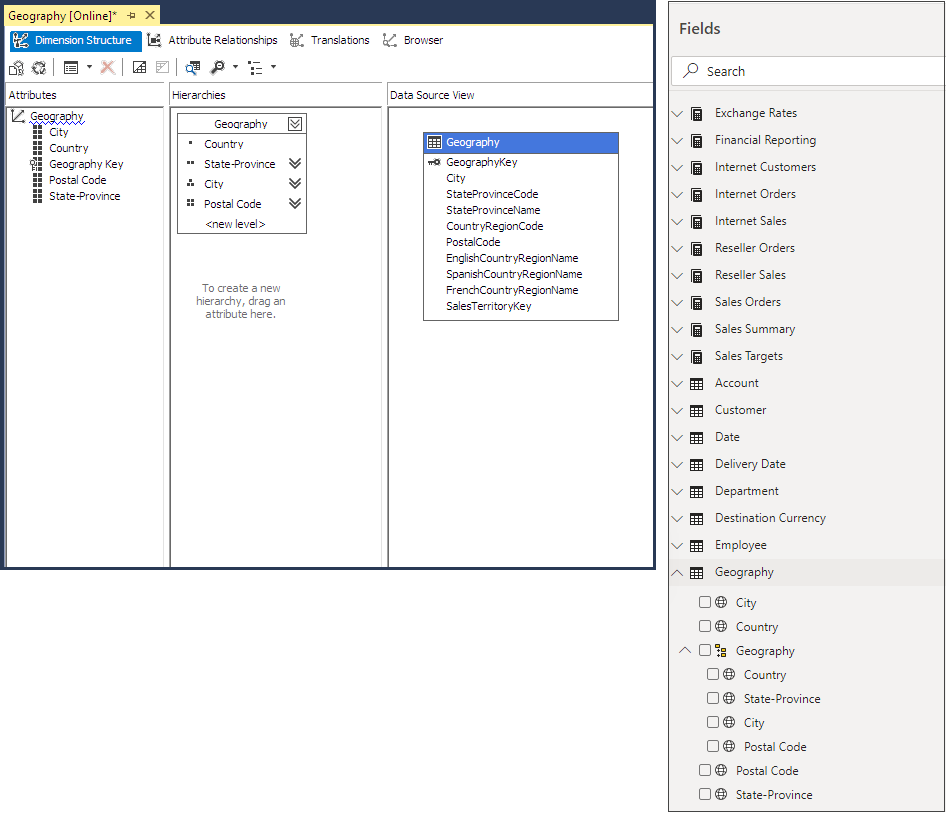 Geography [Online]*
Dimension Structure
Attribute Relationships
Translations
Browser
Attributes
Geography
City
Country
Geography Key
Postal Code
State-Province
Hierarchies
Geography
Country
State-Province
City
Postal Code
<new level>
To create a new
hierarchy, drag an
attribute here.
Data Source View
Geography
GeographyKey
City
StateProvinceCode
StateProvinceName
CountryRegionCode
PostalCode
EnglishCountryRegionName
SpanishCountryRegionName
FrenchCountryRegionName
SalesTerritoryKey
Fields
Search
Exchange Rates
Financial Reporting
Internet Customers
Internet Orders
Internet Sales
Reseller Orders
Reseller Sales
Sales Orders
Sales Summary
Sales Targets
Account
Customer
Date
Delivery Date
Department
Destination Currency
Employee
Geography
City
Country
Geography
Country
State-Province
City
Postal Code
Postal Code
State-Province